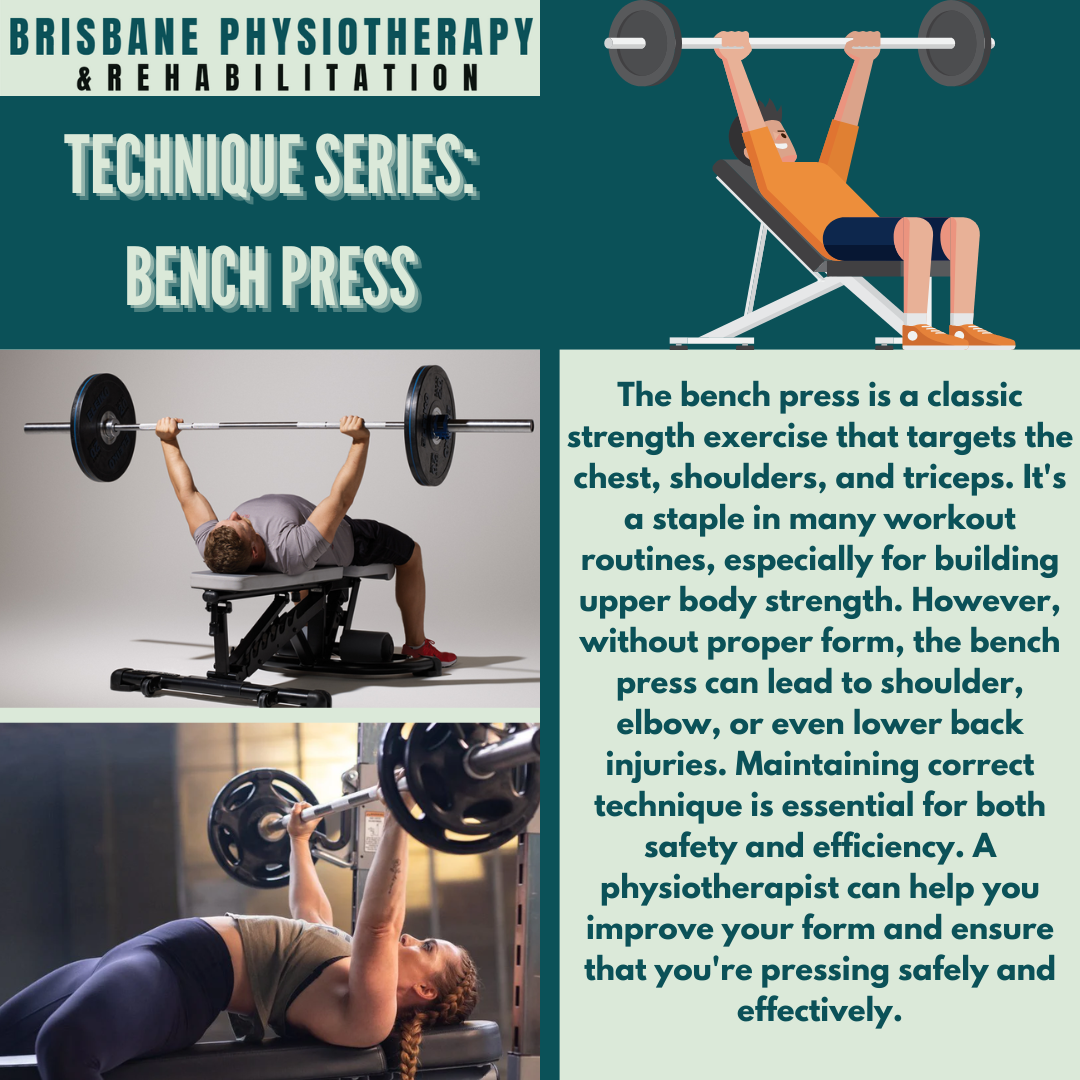 BRISBANE PHYSIOTHERAPY
& REHABILITATION
TECHNIQUE SERIES:
BENCH PRESS
The bench press is a classic
strength exercise that targets the
chest, shoulders, and triceps. It's
a staple in many workout
routines, especially for building
upper body strength. However,
without proper form, the bench
press can lead to shoulder,
elbow, or even lower back
injuries. Maintaining correct
technique is essential for both
safety and efficiency. A
physiotherapist can help you
improve your form and ensure
that you're pressing safely and
effectively.